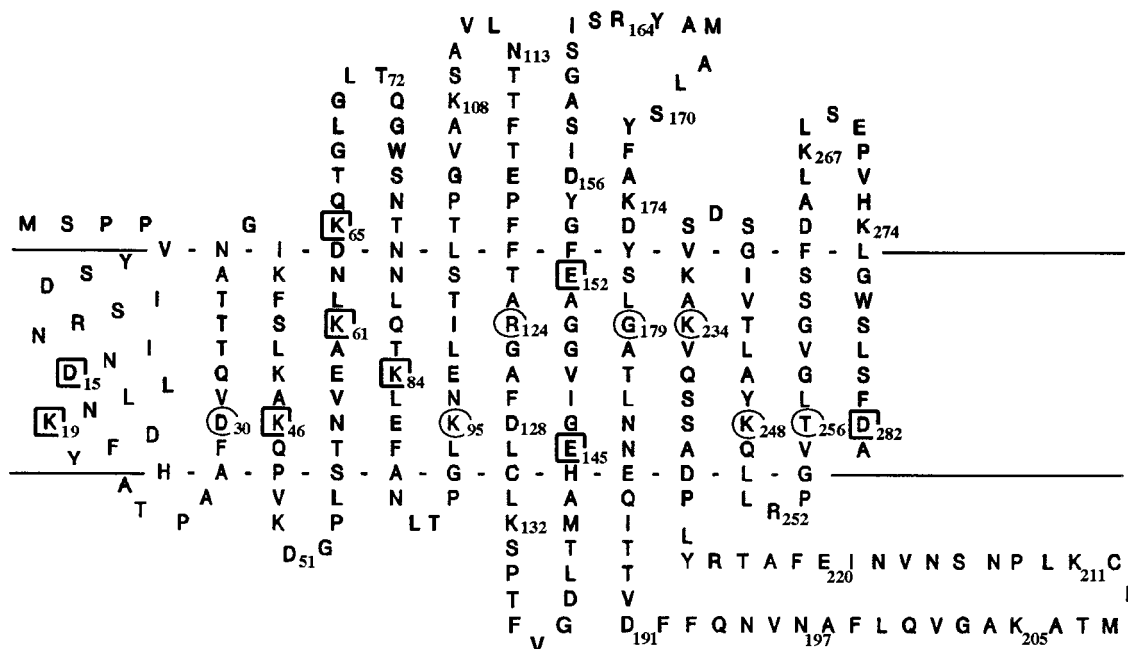 V L I S R164 Y A M
A N113 S A
L T72 S T G L
G Q K108 T A S170
L G A F S Y L S E
G W V T I F K267 P
T S G E D156 A L V
Q N P P Y K174 A H
M S P P G K65 T T F G D S D S D K274
V N I D N L F F Y V G F L
Y
D S A K N N S T E152 S K I S G
I T F L L T A A L A V S W
N R S S T S K61 Q I R124 G G179 K234 T G S
N I T L A T L G G A V L V L
D15 L Q K E K84 E A V T Q A G S
N L V A V L N F I L S Y L F
K19 D D30 K46 N E K95 D128 G N S K248 T256 D282
Y F F Q T F L L E145 N A Q V A
H A P S A G C H E D L G
A T P A V L N P L A Q P L R252 P
K P L T K132 M I L
D51 G S T T
Y R T A F E220 I N V N S N P L K211 C
P L T
T D V
F V G D191 F F Q N V N197 A F L Q V G A K205 A T M